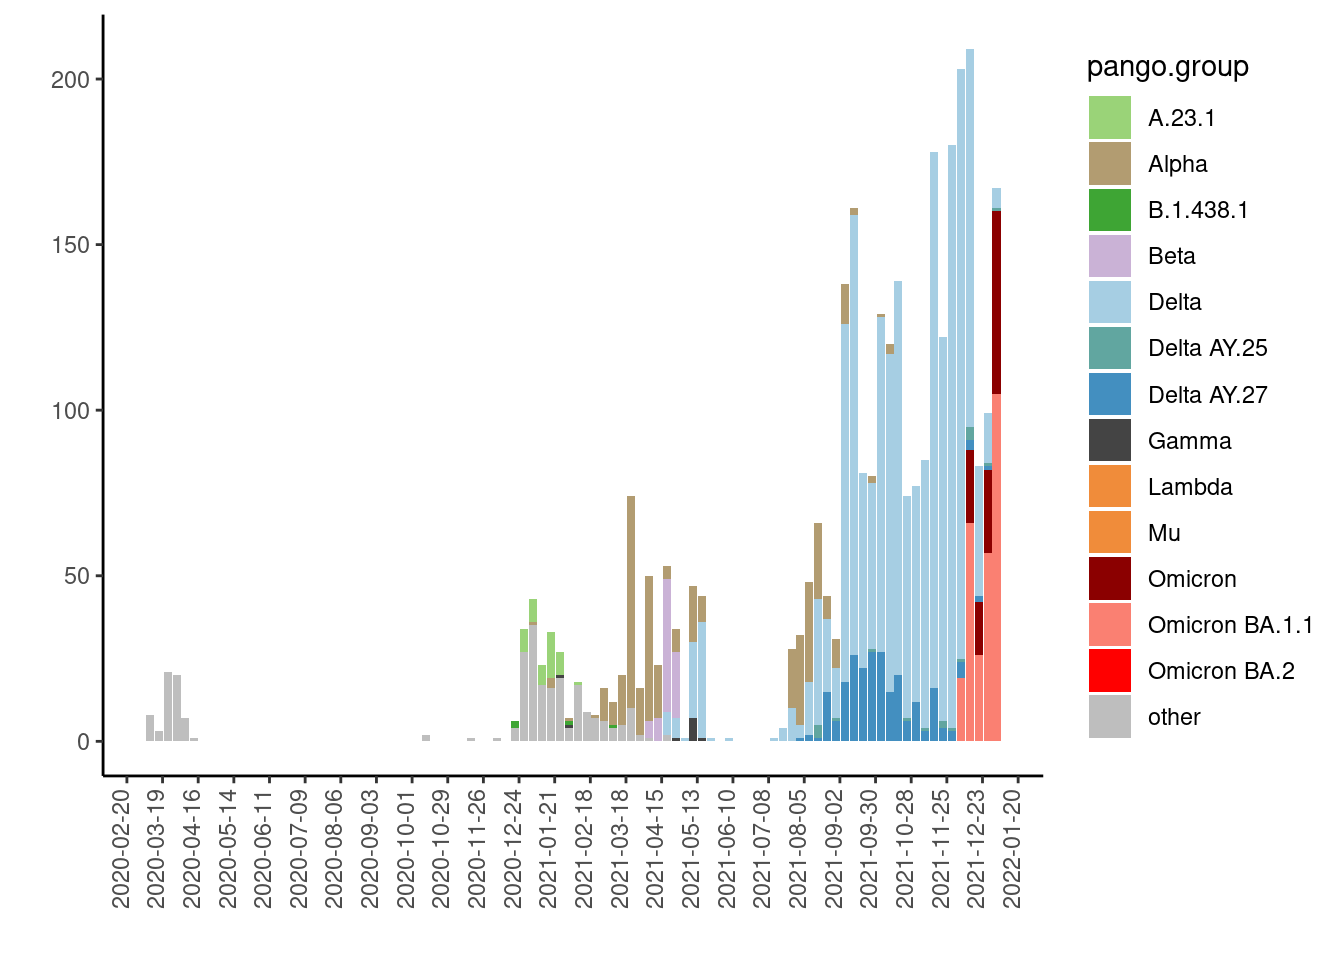 pango.group
A.23.1
Alpha
B.1.438.1
Beta
Delta
Delta AY.25
Delta AY.27
Gamma
Lambda
Mu
Omicron
Omicron BA.1.1
Omicron BA.2
other
200
150
100
50
0
2020-02-20
2020-03-19
2020-04-16
2020-05-14
2020-06-11
2020-07-09
2020-08-06
2020-09-03
2020-10-01
2020-10-29
2020-11-26
2020-12-24
2021-01-21
2021-02-18
2021-03-18
2021-04-15
2021-05-13
2021-06-10
2021-07-08
2021-08-05
2021-09-02
2021-09-30
2021-10-28
2021-11-25
2021-12-23
2022-01-20